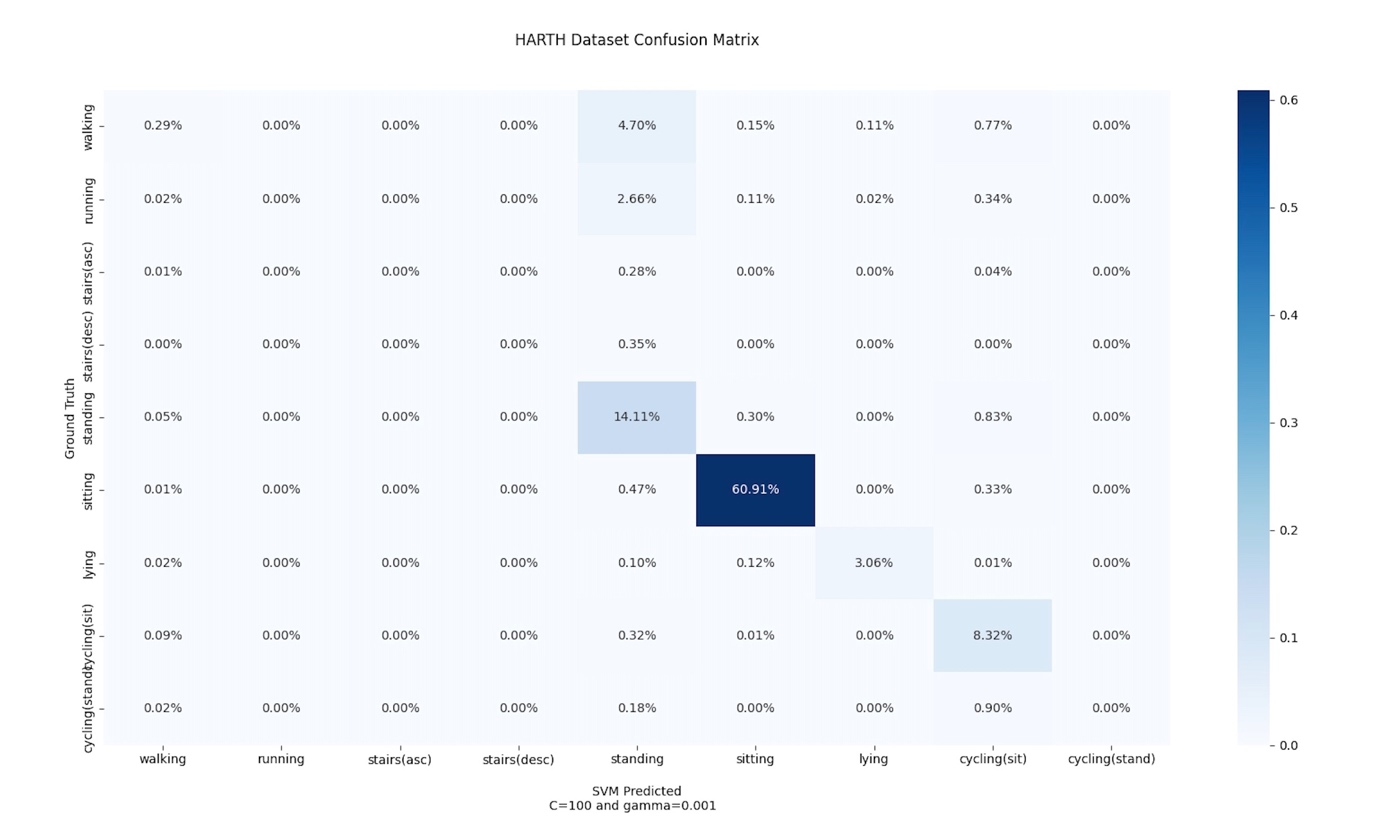 HARTH Dataset Confusion Matrix
walking 0.29% 0.00% 0.00% 0.00% 4.70% 0.15% 0.11% 0.77% 0.00%
running 0.02% 0.00% 0.00% 0.00% 2.66% 0.11% 0.02% 0.34% 0.00%
stairs(asc) 0.01% 0.00% 0.00% 0.00% 0.28% 0.00% 0.00% 0.04% 0.00%
stairs(desc) 0.00% 0.00% 0.00% 0.00% 0.35% 0.00% 0.00% 0.00% 0.00%
Ground Truth
standing 0.05% 0.00% 0.00% 0.00% 14.11% 0.30% 0.00% 0.83% 0.00%
sitting 0.01% 0.00% 0.00% 0.00% 0.47% 60.91% 0.00% 0.33% 0.00%
lying 0.02% 0.00% 0.00% 0.00% 0.10% 0.12% 3.06% 0.01% 0.00%
cycling(sit) 0.09% 0.00% 0.00% 0.00% 0.32% 0.01% 0.00% 8.32% 0.00%
cycling(stand) 0.02% 0.00% 0.00% 0.00% 0.18% 0.00% 0.00% 0.90% 0.00%
walking running stairs(asc) stairs(desc) standing sitting lying cycling(sit) cycling(stand)
SVM Predicted
C=100 and gamma=0.001
0.6
0.5
0.4
0.3
0.2
0.1
0.0